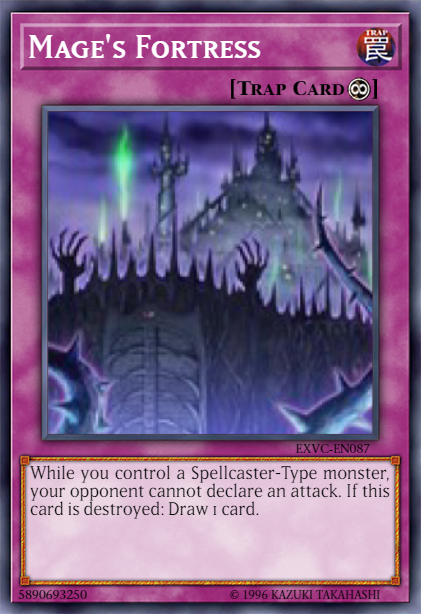 Mage's Fortress
TRAP
罠
[Trap Card♾]
EXVC-EN087
While you control a Spellcaster-Type monster,
your opponent cannot declare an attack. If this
card is destroyed: Draw 1 card.
5890693250
© 1996 KAZUKI TAKAHASHI